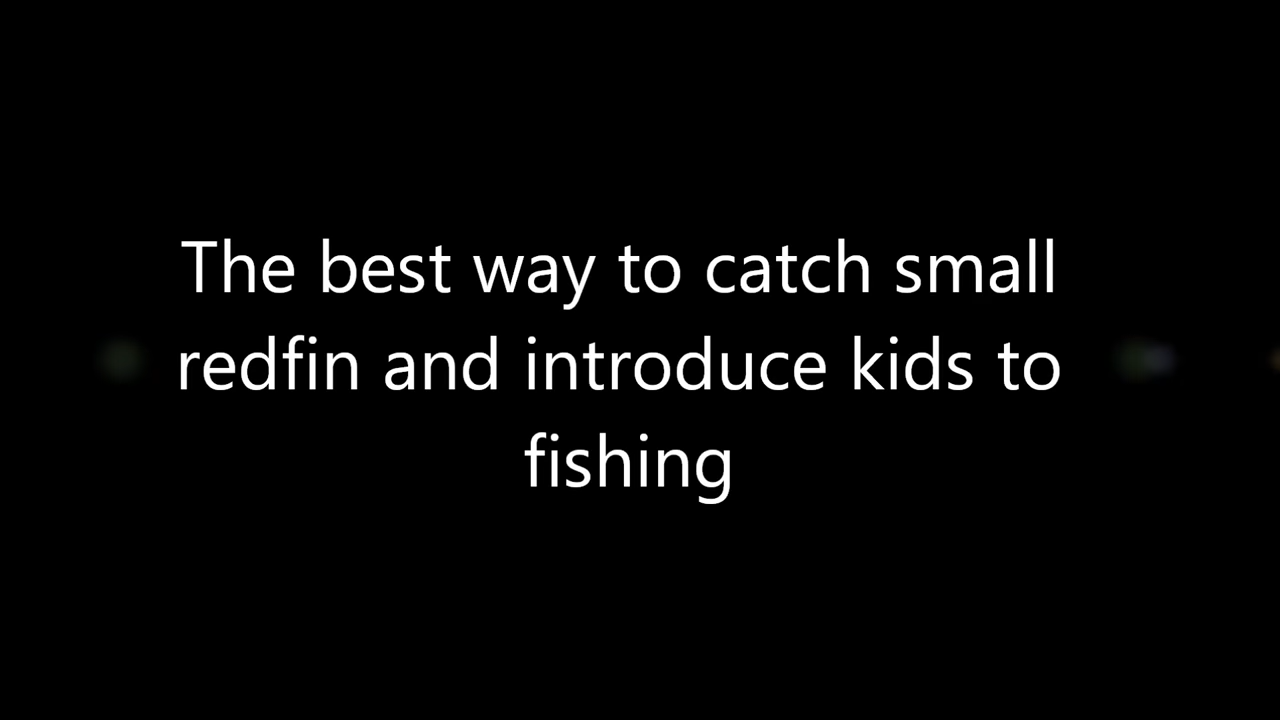 The best way to catch small
redfin and introduce kids to
fishing